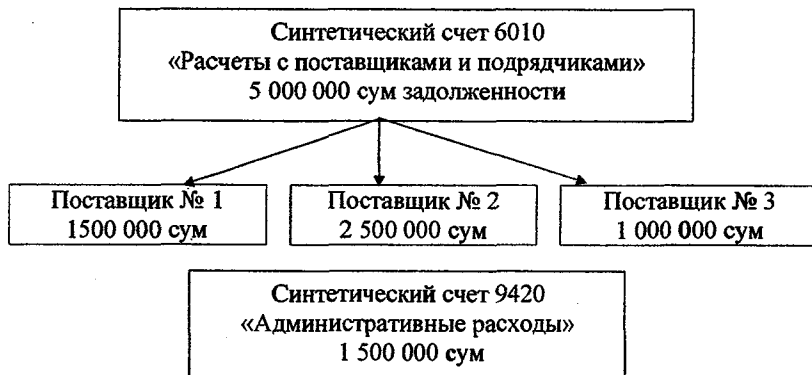 Синтетический счет 6010
«Расчеты с поставщиками и подрядчиками»
5 000 000 сум задолженности
Поставщик № 1
1500 000 сум
Поставщик № 2
2 500 000 сум
Поставщик № 3
1 000 000 сум
Синтетический счет 9420
«Административные расходы»
1 500 000 сум